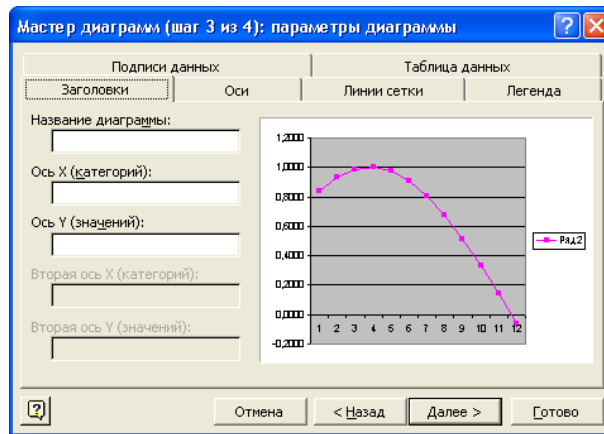 Мастер диаграмм (шаг 3 из 4): параметры диаграммы
Подписи данных
Таблица данных
Заголовки
Оси
Линии сетки
Легенда
Название диаграммы:
Ось X (категорий):
Ось Y (значений):
Вторая ось X (категорий):
Вторая ось Y (значений):
1,2000
1,0000
0,8000
0,6000
0,4000
0,2000
0,0000
-0,2000
1 2 3 4 5 6 7 8 9 10 11 12
Ряд2
Отмена
< Назад
Далее >
Готово